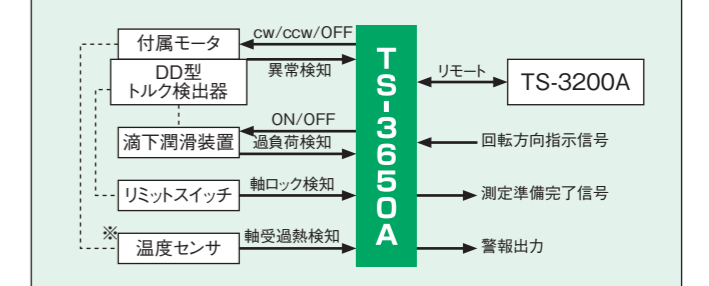 cw/ccw/OFF
付属モータ
異常検知
DD型
トルク検出器
ON/OFF
滴下潤滑装置
過負荷検知
リミットスイッチ
軸ロック検知
※
温度センサ
軸受過熱検知
TS-3650A
リモート
TS-3200A
回転方向指示信号
測定準備完了信号
警報出力